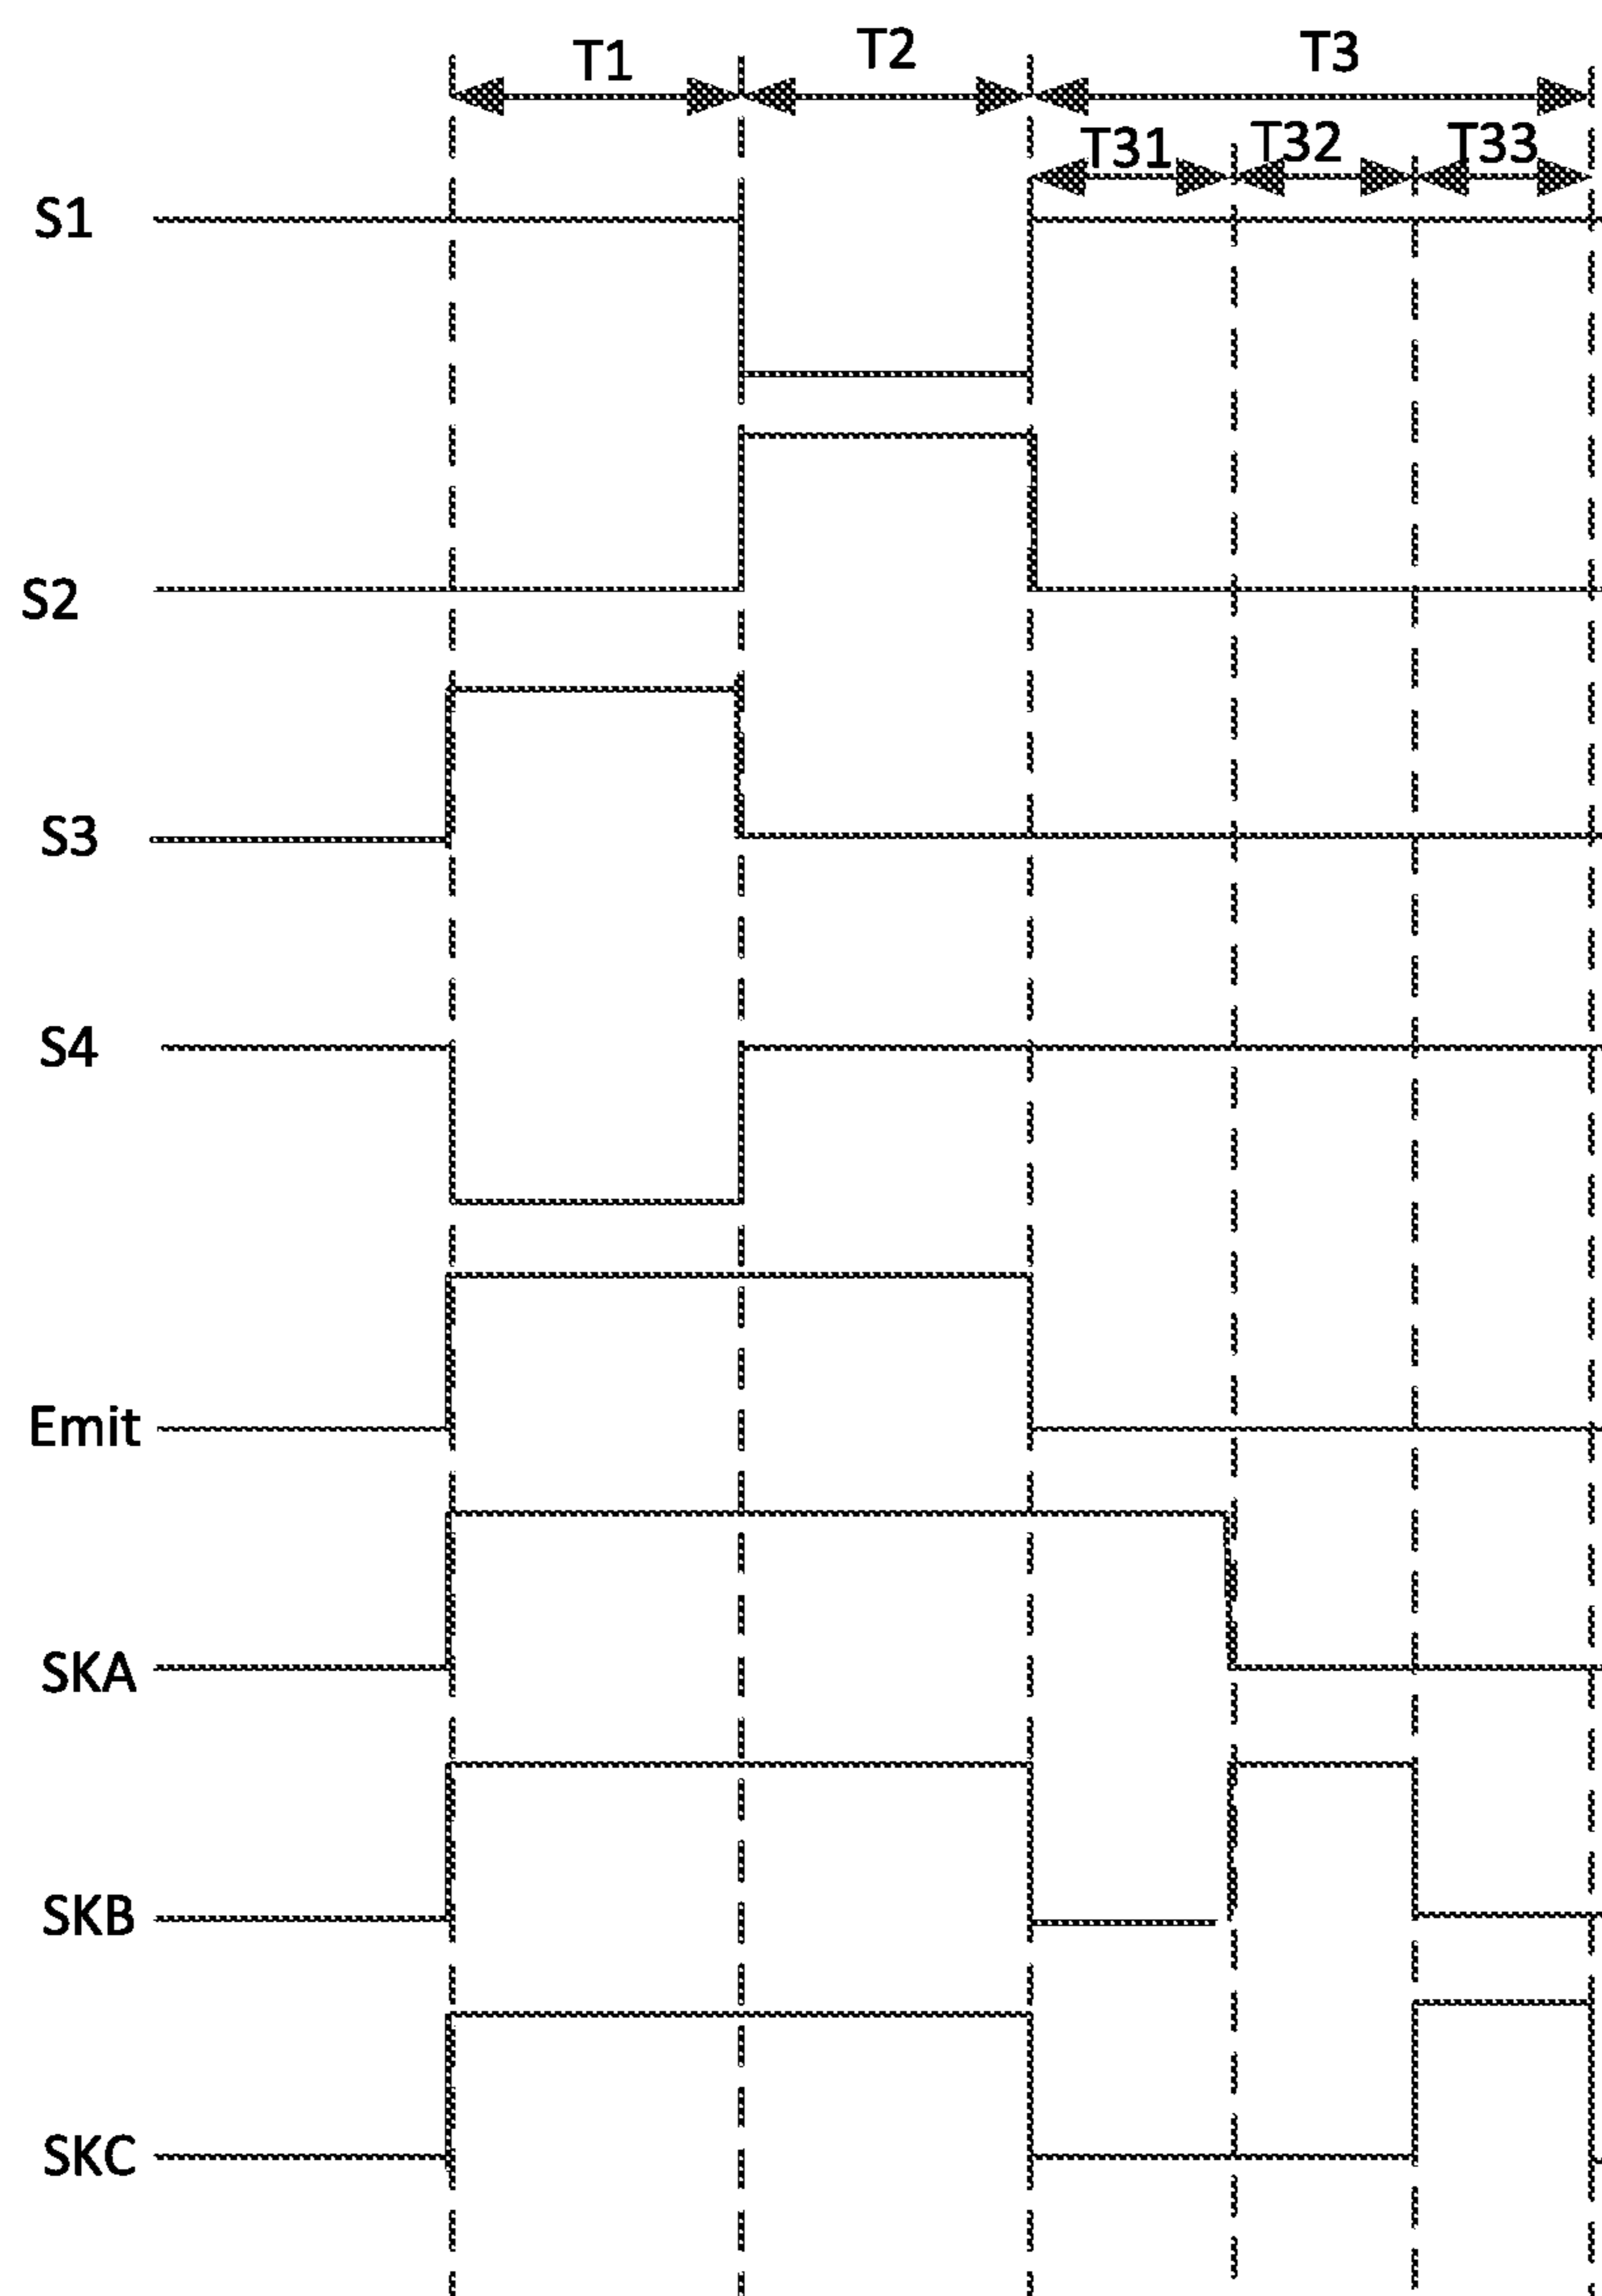 T1 T2 T3
T31 T32 T33
S1
S2
S3
S4
Emit
SKA
SKB
SKC